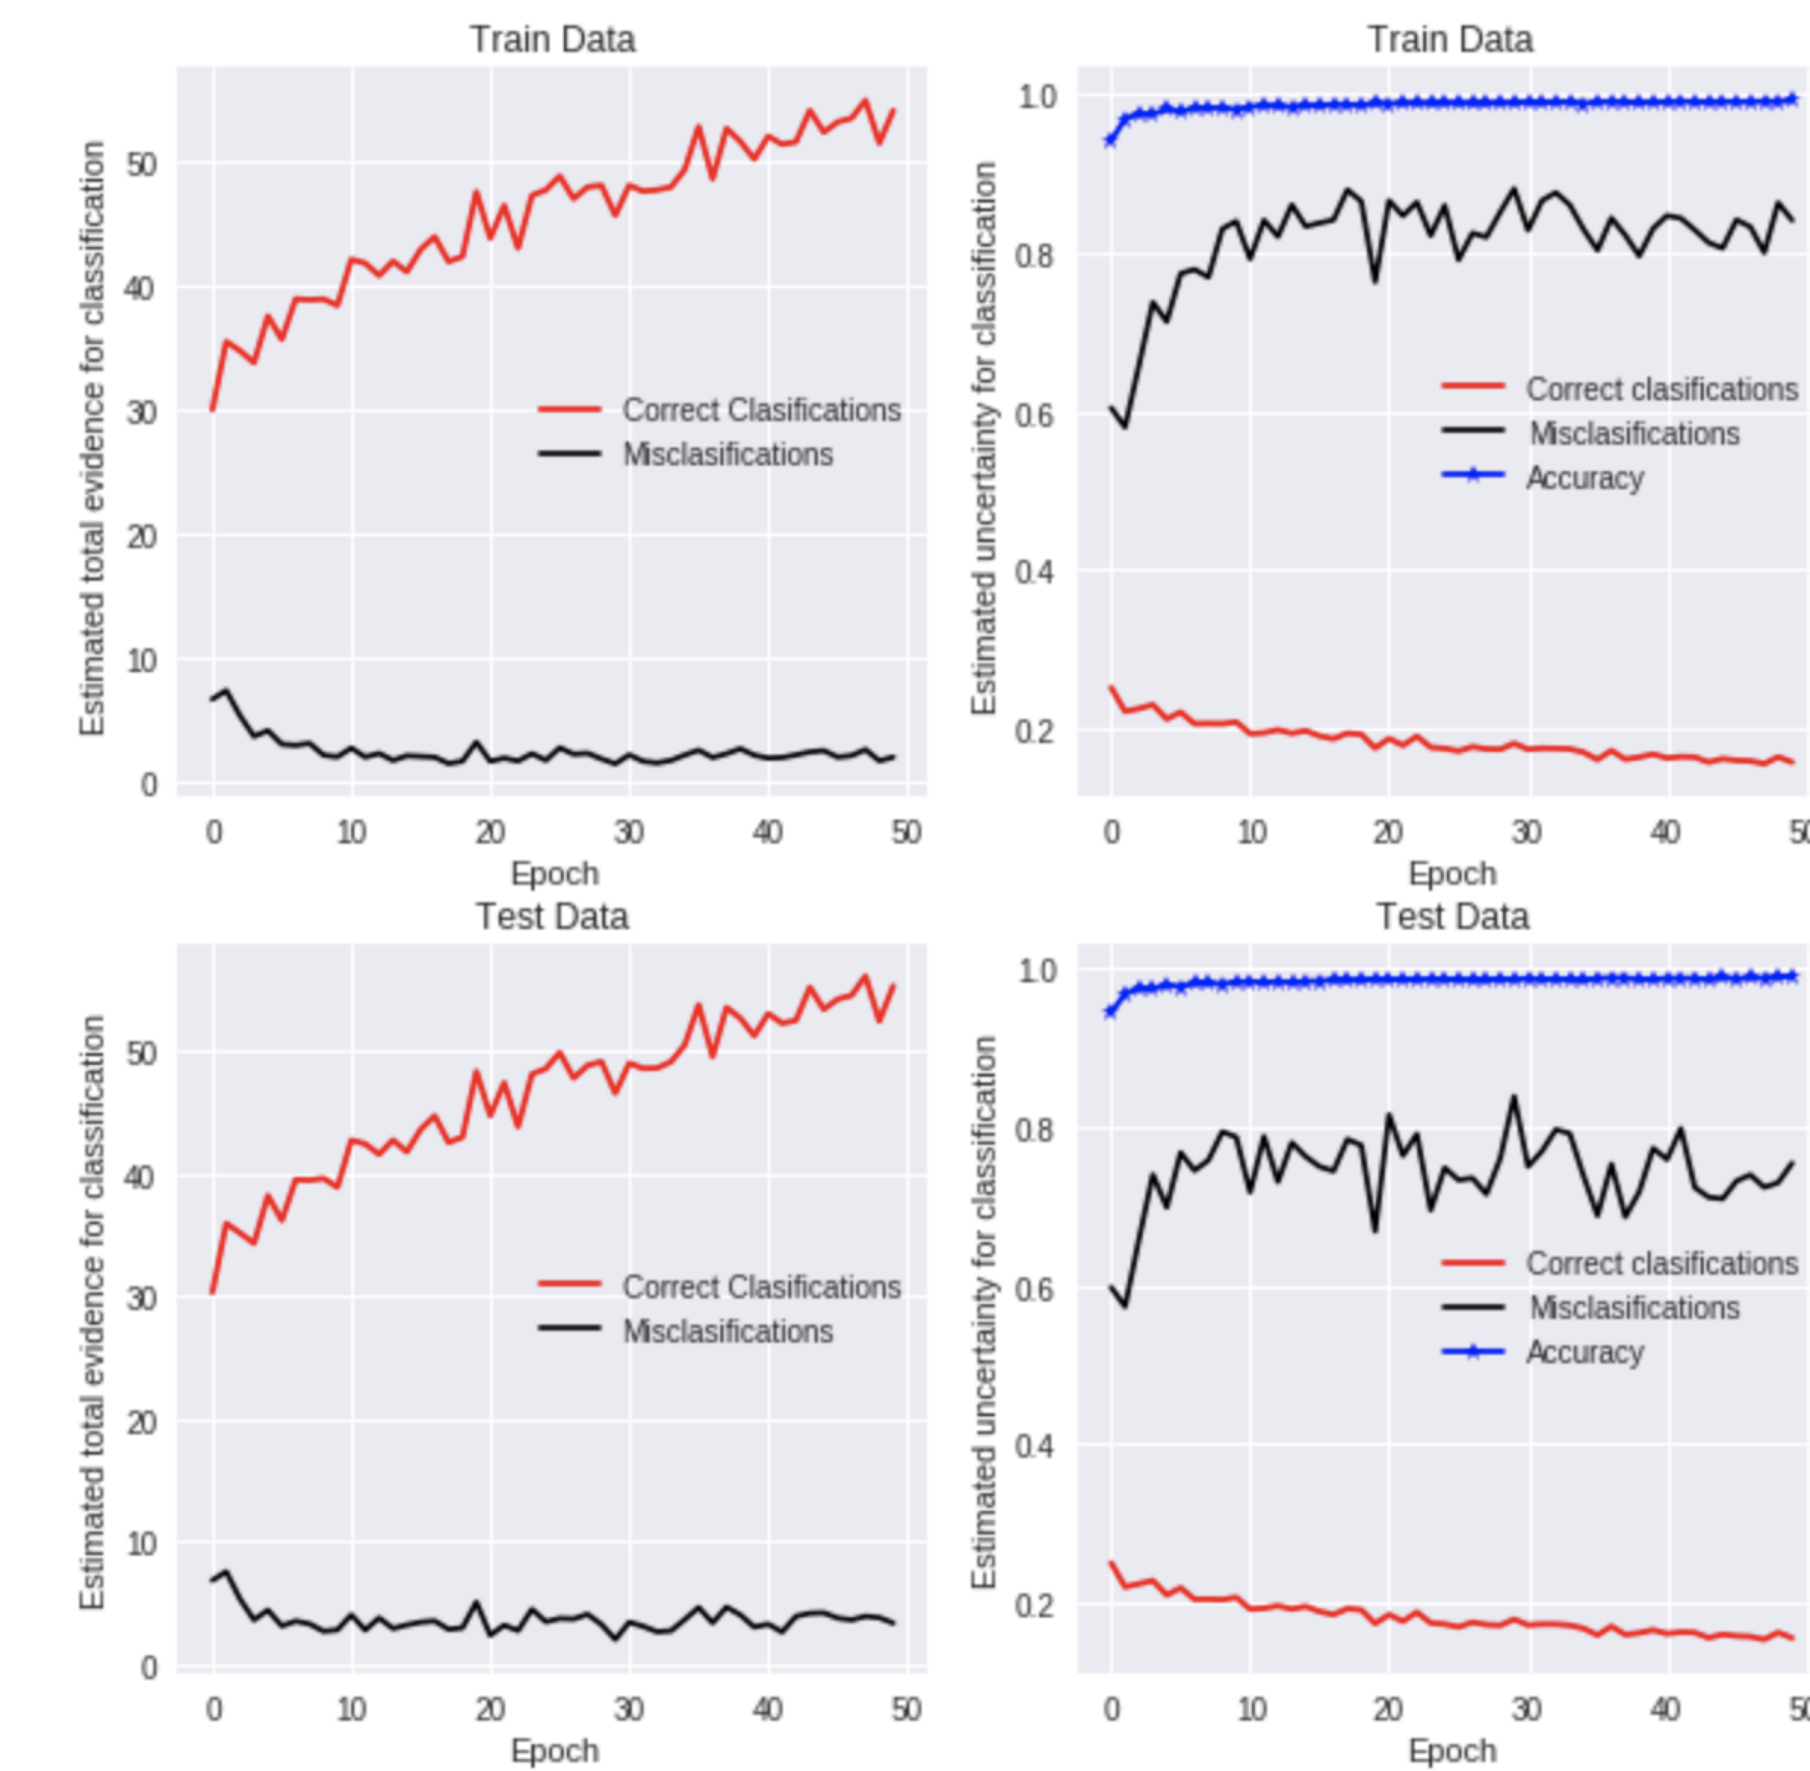 Train Data
Estimated total evidence for classification
50
40
30
20
10
0
Correct Clasifications
Misclasifications
0 10 20 30 40 50
Epoch
Train Data
Estimated uncertainty for classification
1.0
0.8
0.6
0.4
0.2
Correct clasifications
Misclasifications
Accuracy
0 10 20 30 40
Epoch
Test Data
Estimated total evidence for classification
50
40
30
20
10
0
Correct Clasifications
Misclasifications
0 10 20 30 40 50
Epoch
Test Data
Estimated uncertainty for classification
1.0
0.8
0.6
0.4
0.2
Correct clasifications
Misclasifications
Accuracy
0 10 20 30 40
Epoch